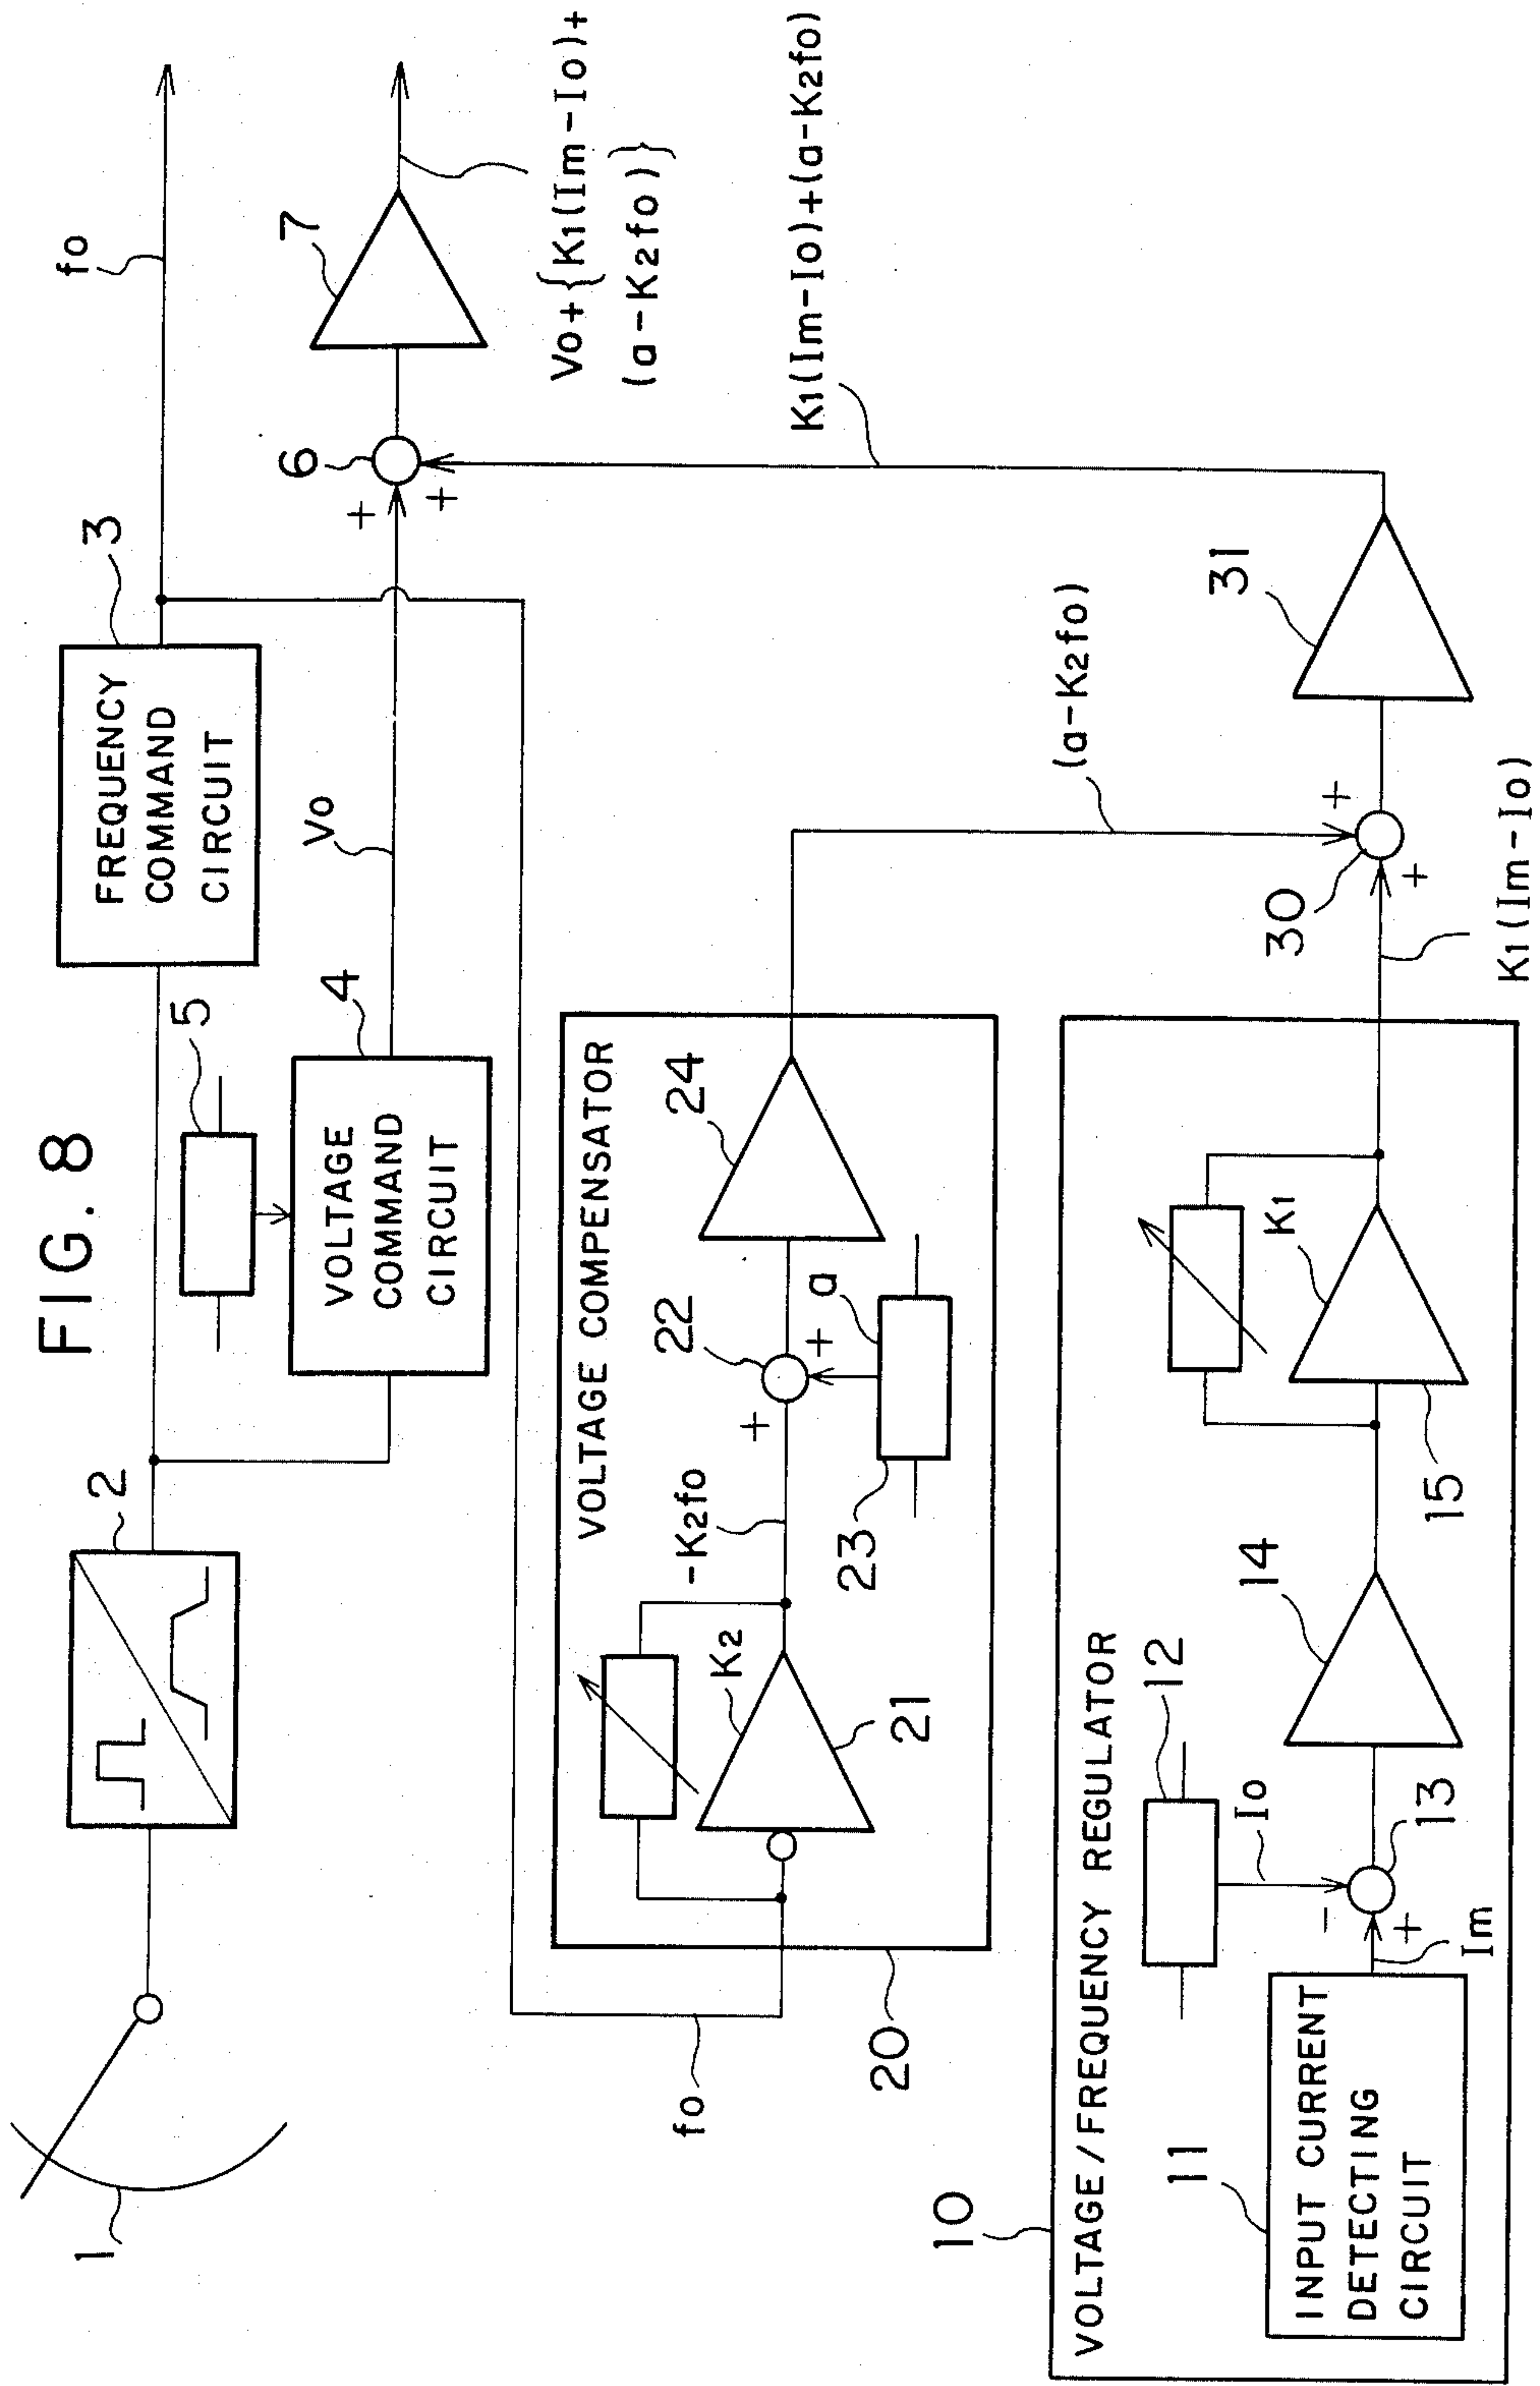 FIG. 8
1
2
3
FREQUENCY
COMMAND
CIRCUIT
fo
5
4
VOLTAGE
COMMAND
CIRCUIT
Vo
6
+
+
7
Vo+{K1(Im-Io)+
(a-K2fo)}
fo
20
VOLTAGE COMPENSATOR
K2
21
-K2fo
+
22
+
a
23
24
(a-K2fo)
K1(Im-Io)+(a-K2fo)
10
VOLTAGE/FREQUENCY REGULATOR
11
INPUT CURRENT
DETECTING
CIRCUIT
Im
12
Io
-
+
13
14
15
K1
K1(Im-Io)
30
+
+
31